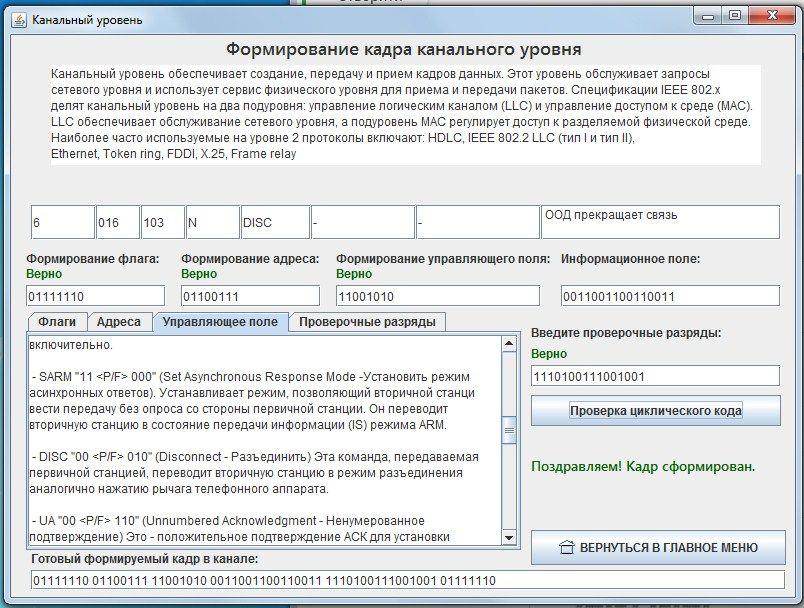 Канальный уровень
Формирование кадра канального уровня
Канальный уровень обеспечивает создание, передачу и прием кадров данных. Этот уровень обслуживает запросы
сетевого уровня и использует сервис физического уровня для приема и передачи пакетов. Спецификации IEEE 802.x
делят канальный уровень на два подуровня: управление логическим каналом (LLC) и управление доступом к среде (MAC).
LLC обеспечивает обслуживание сетевого уровня, а подуровень MAC регулирует доступ к разделяемой физической среде.
Наиболее часто используемые на уровне 2 протоколы включают: HDLC, IEEE 802.2 LLC (тип I и тип II),
Ethernet, Token ring, FDDI, X.25, Frame relay
6 016 103 N DISC - - ООД прекращает связь
Формирование флага: Формирование адреса: Формирование управляющего поля: Информационное поле:
Верно Верно Верно
01111110 01100111 11001010 0011001100110011
Флаги Адреса Управляющее поле Проверочные разряды
включительно.
- SARM "11 <P/F> 000" (Set Asynchronous Response Mode -Установить режим
асинхронных ответов). Устанавливает режим, позволяющий вторичной станци
вести передачу без опроса со стороны первичной станции. Он переводит
вторичную станцию в состояние передачи информации (IS) режима ARM.
- DISC "00 <P/F> 010" (Disconnect - Разъединить) Эта команда, передаваемая
первичной станцией, переводит вторичную станцию в режим разъединения
аналогично нажатию рычага телефонного аппарата.
- UA "00 <P/F> 110" (Unnumbered Acknowledgment - Ненумерованное
подтверждение) Это - положительное подтверждение АСК для установки
Введите проверочные разряды:
Верно
1110100111001001
Проверка циклического кода
Поздравляем! Кадр сформирован.
ВЕРНУТЬСЯ В ГЛАВНОЕ МЕНЮ
Готовый формируемый кадр в канале:
01111110 01100111 11001010 0011001100110011 1110100111001001 01111110